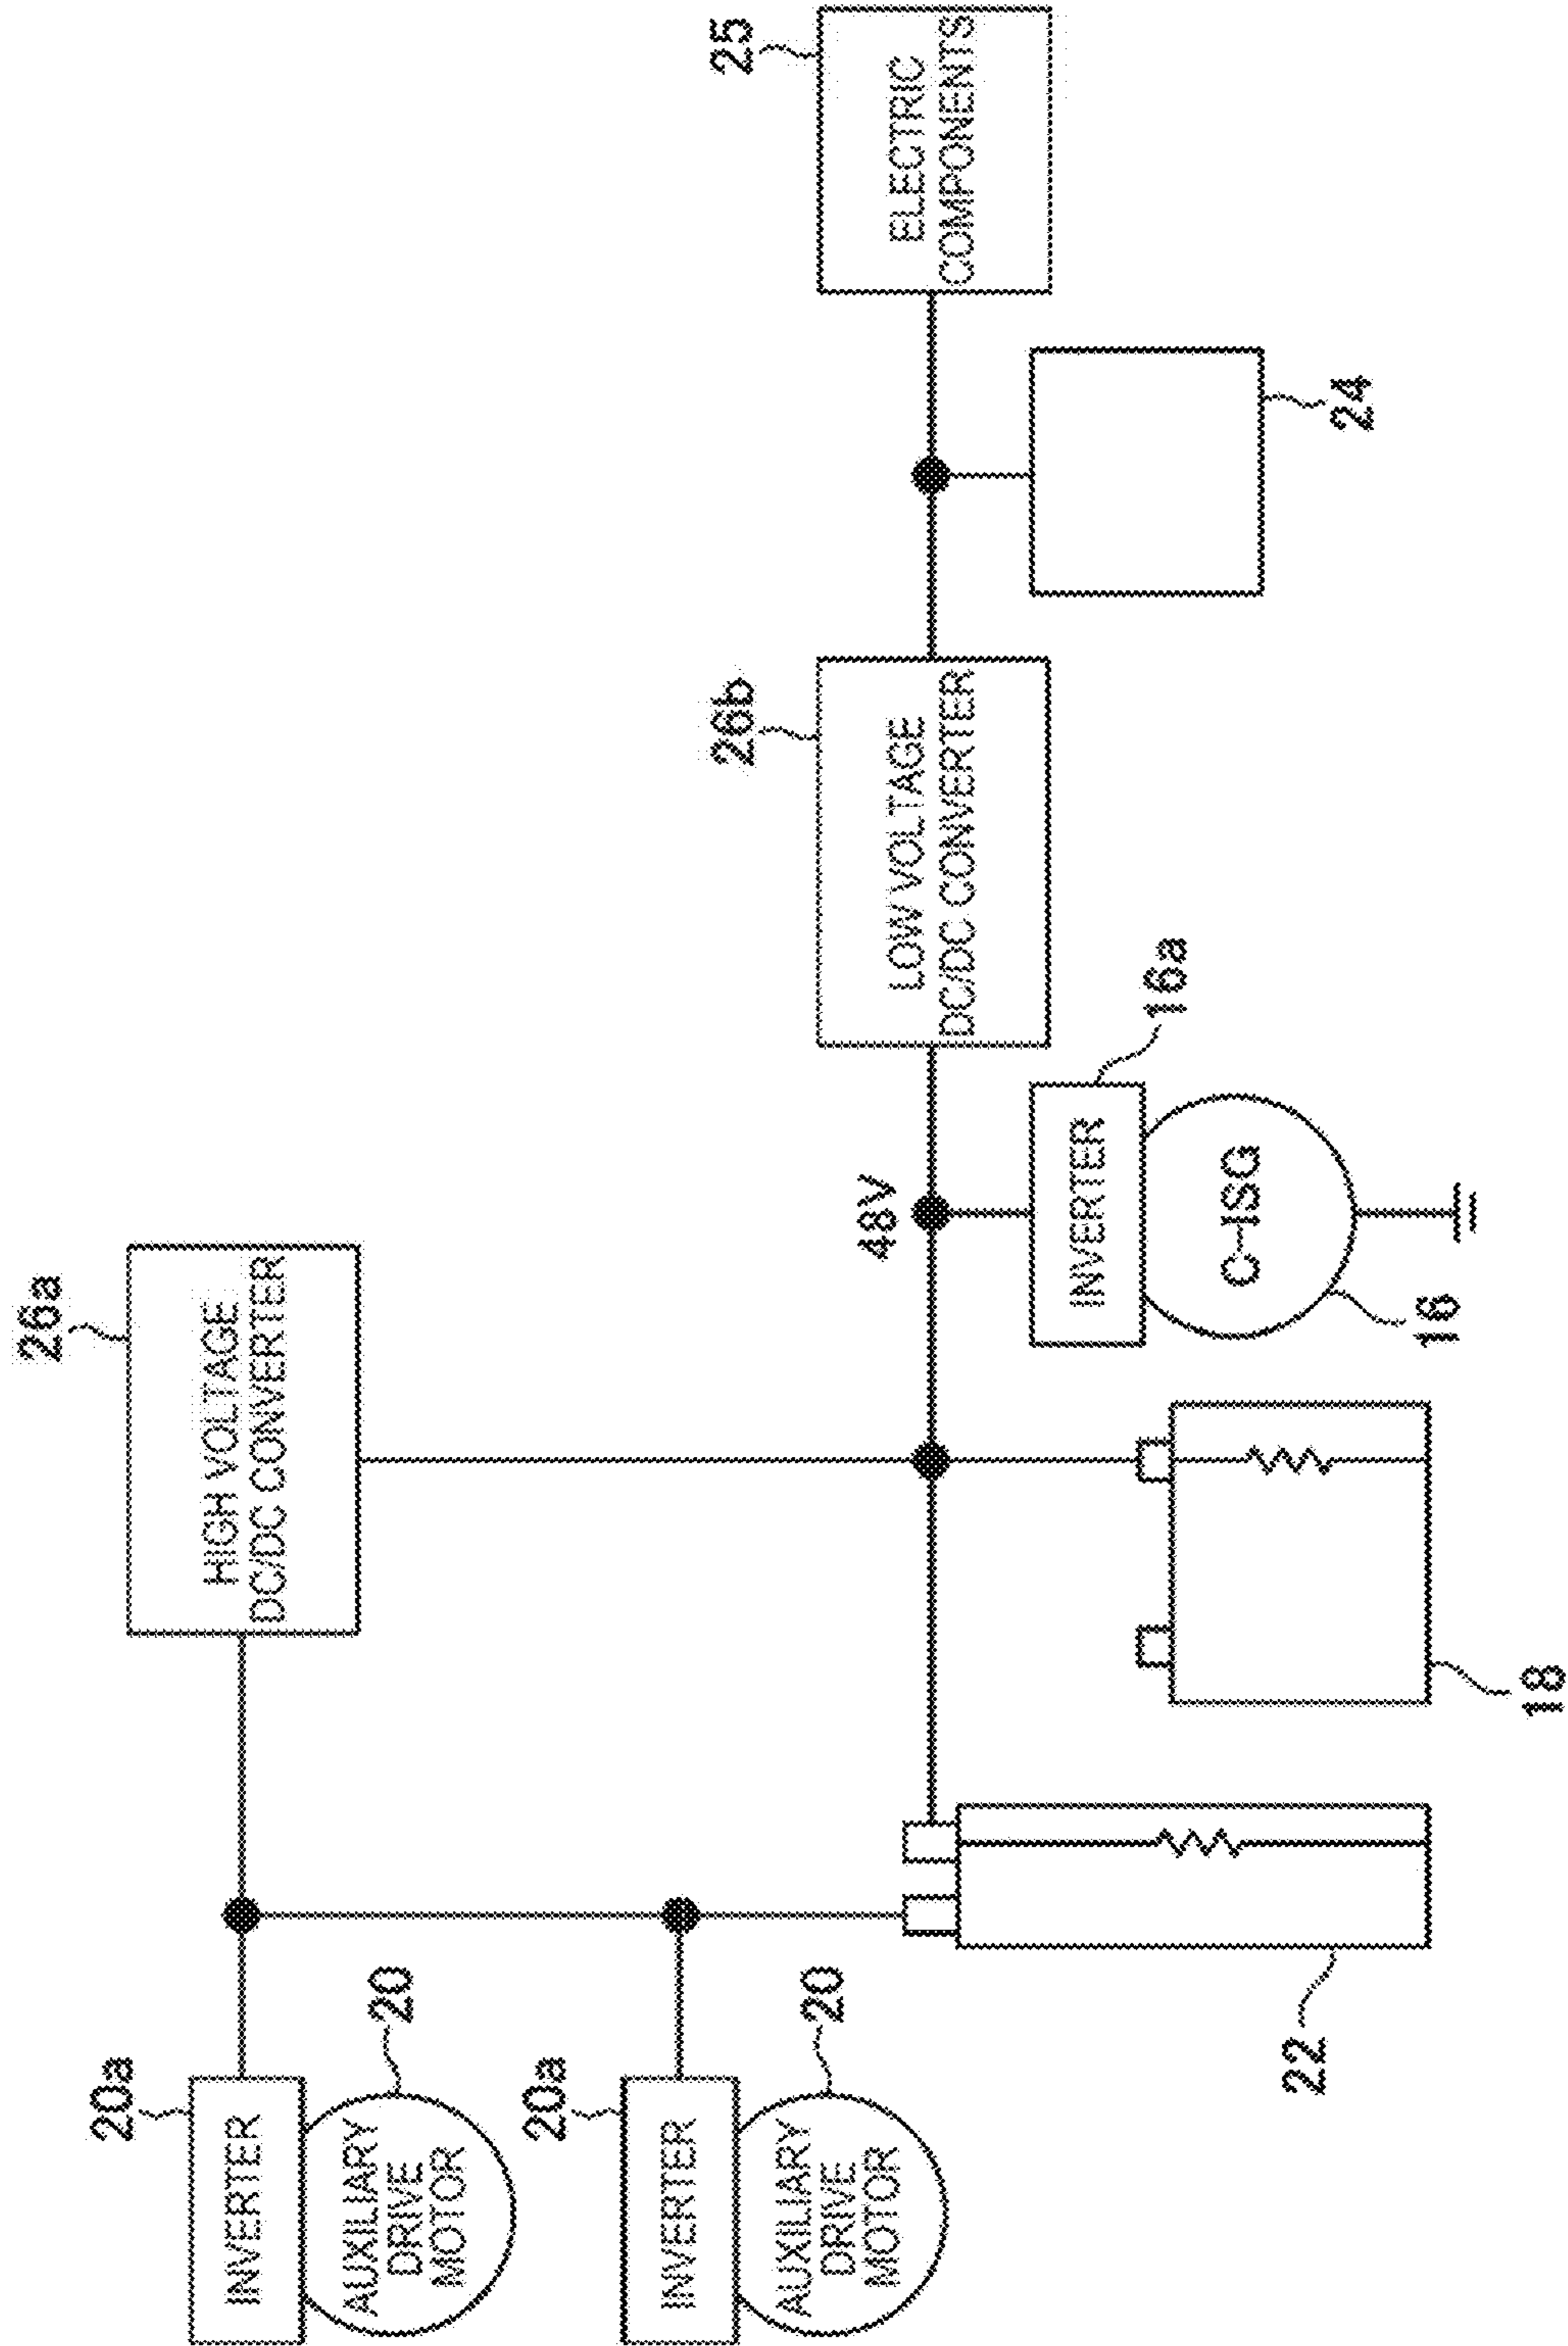 20a
INVERTER
AUXILIARY
DRIVE
MOTOR
20
26a
HIGH VOLTAGE
DC/DC CONVERTER
20a
INVERTER
AUXILIARY
DRIVE
MOTOR
20
48V
26b
LOW VOLTAGE
DC/DC CONVERTER
25
ELECTRIC
COMPONENTS
22
18
INVERTER
16a
C-ISG
16
24